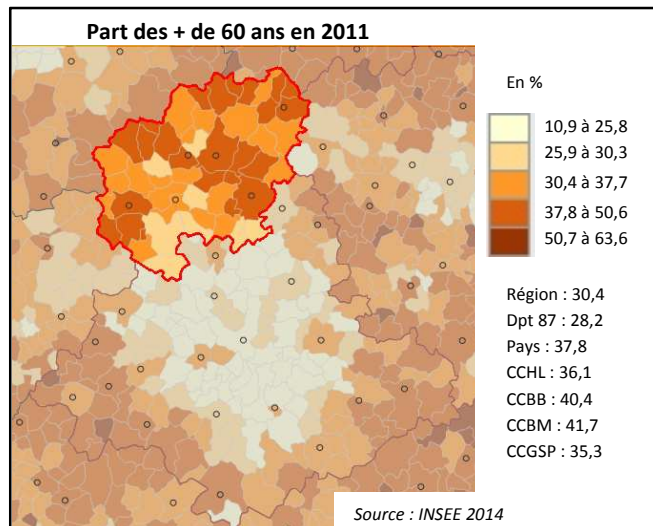 Part des + de 60 ans en 2011
En %
10,9 à 25,8
25,9 à 30,3
30,4 à 37,7
37,8 à 50,6
50,7 à 63,6
Région : 30,4
Dpt 87 : 28,2
Pays : 37,8
CCHL : 36,1
CCBB : 40,4
CCBM : 41,7
CCGSP : 35,3
Source : INSEE 2014